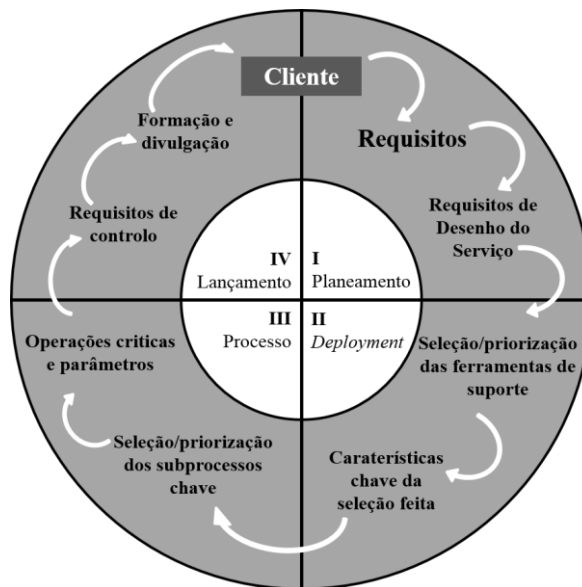 Cliente
Requisitos
Requisitos de
Desenho do
Serviço
Seleção/priorização
das ferramentas de
suporte
Caraterísticas
chave da
seleção feita
Seleção/priorização
dos subprocessos
chave
Operações criticas
e parâmetros
Requisitos de
controlo
Formação e
divulgação
I
Planeamento
II
Deployment
III
Processo
IV
Lançamento